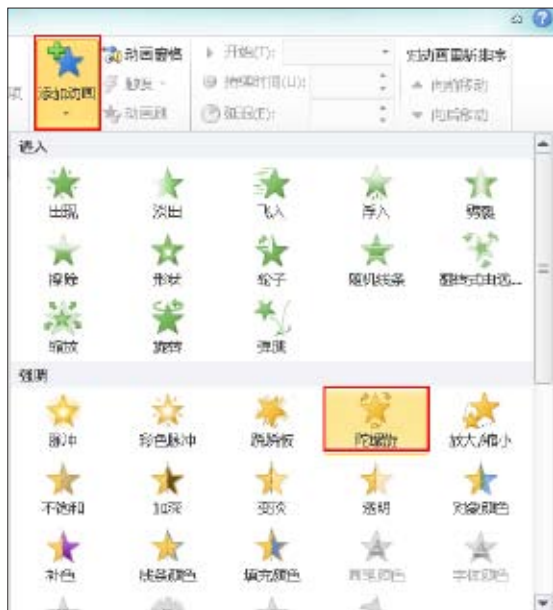 动画窗格 开始(T): 对动画重新排序
添加动画 触发 持续时间(U): 向前移动
项 动画刷 延迟(E): 向后移动
进入
出现 淡出 飞入 浮入 劈裂
擦除 形状 轮子 随机线条 翻转式由远...
缩放 旋转 弹跳
强调
脉冲 彩色脉冲 跷跷板 陀螺旋 放大/缩小
不饱和 加深 变淡 透明 对象颜色
补色 线条颜色 填充颜色 画笔颜色 字体颜色